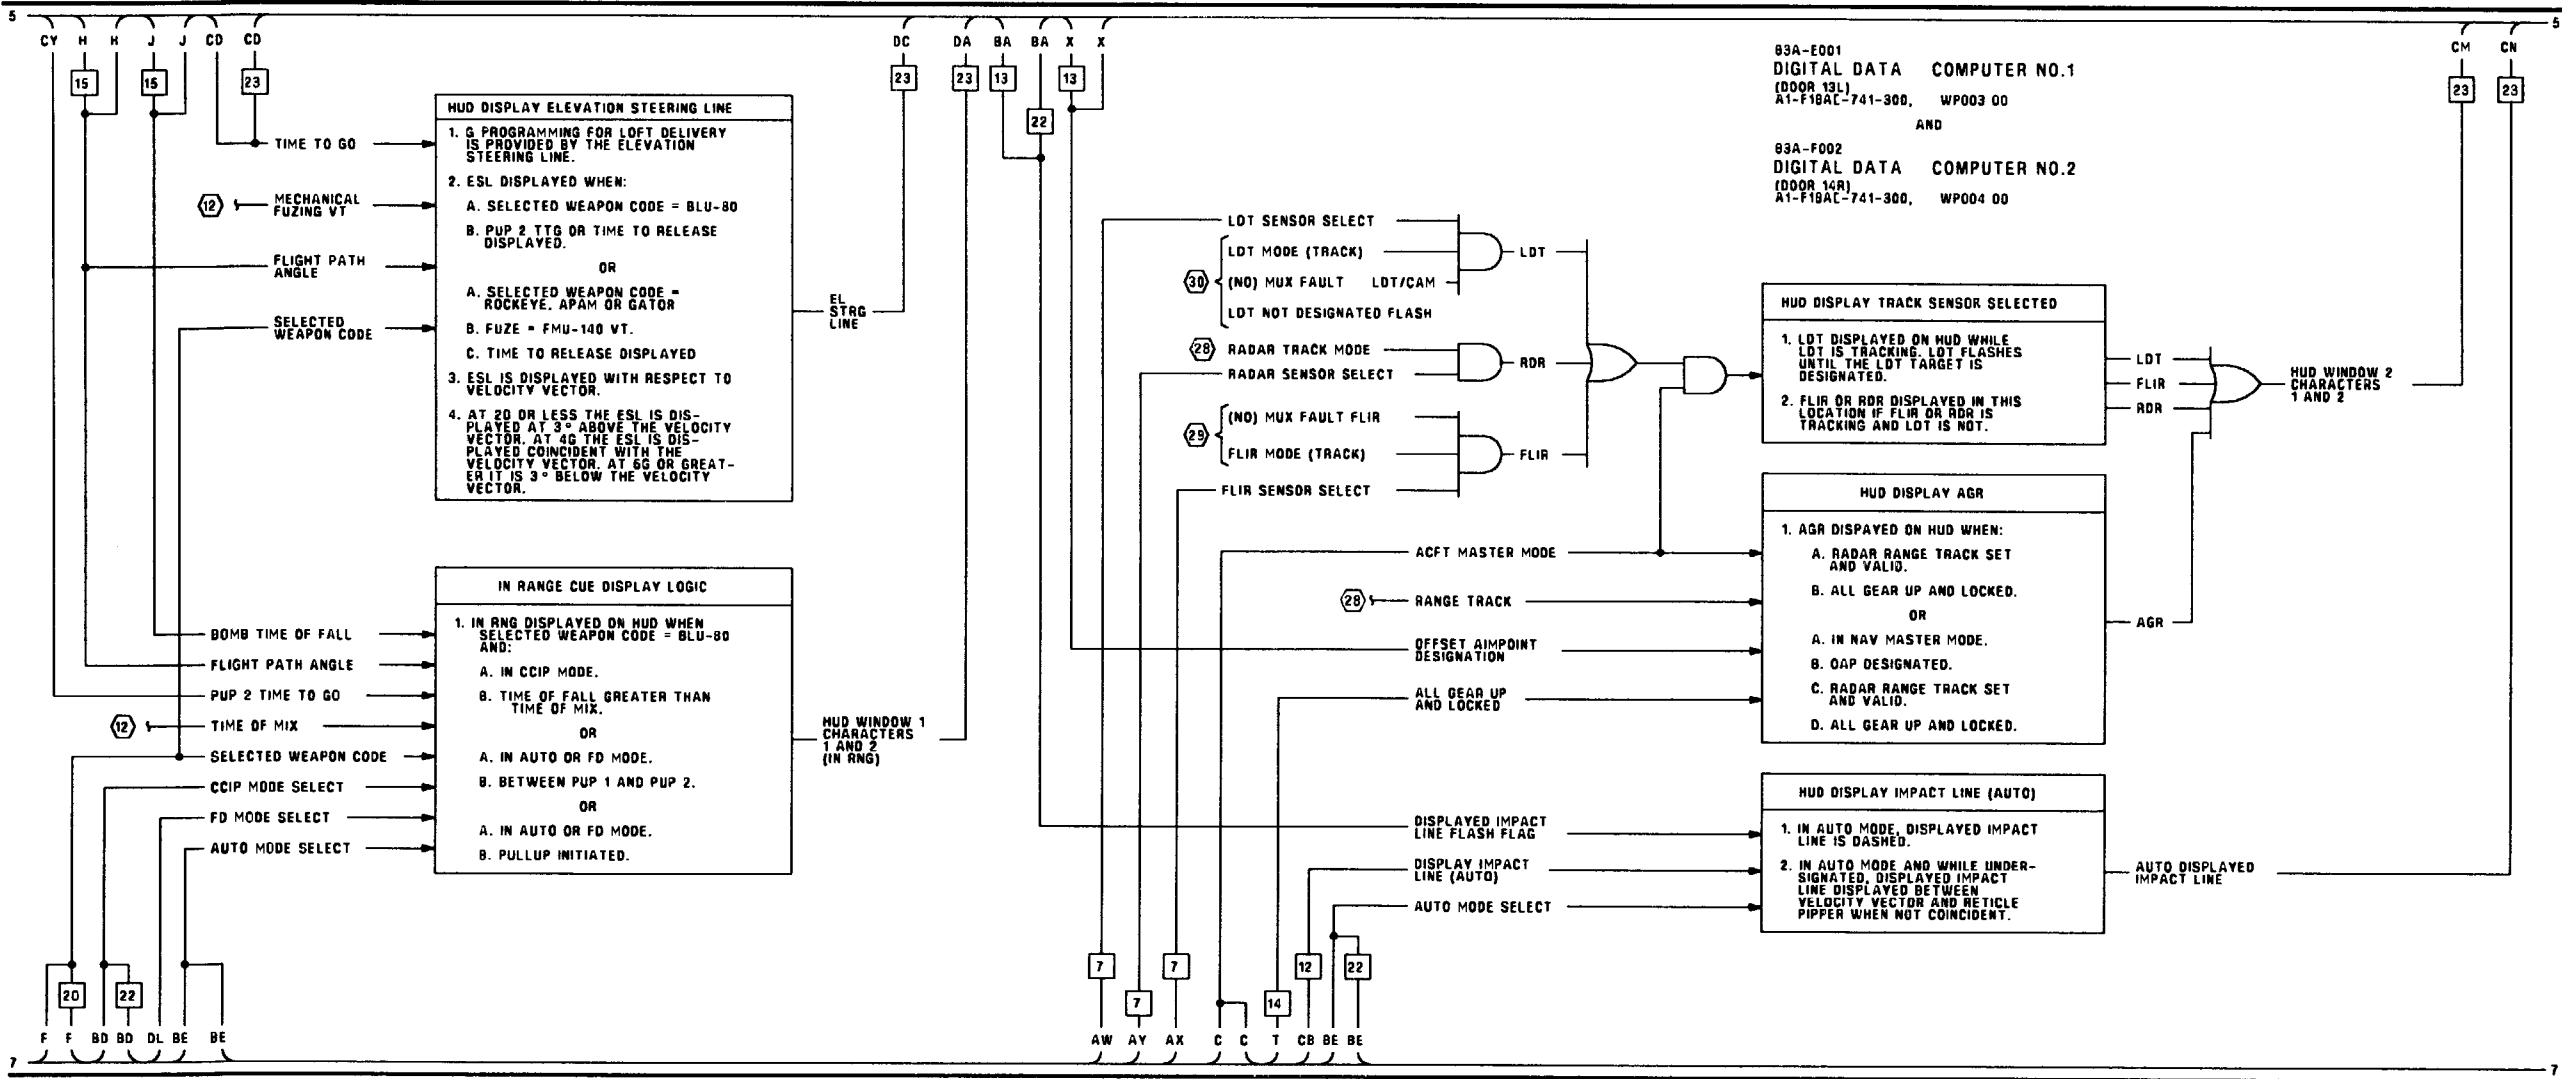 5
5
CY H H J J CD CD
DC DA BA BA X X
CM CN
15
15
23
23
23
13
22
13
23
23
83A-E001
DIGITAL DATA COMPUTER NO.1
(DOOR 13L)
A1-F18AC-741-300, WP003 00
AND
83A-F002
DIGITAL DATA COMPUTER NO.2
(DOOR 14R)
A1-F18AC-741-300, WP004 00
TIME TO GO
12
MECHANICAL
FUZING VT
FLIGHT PATH
ANGLE
SELECTED
WEAPON CODE
HUD DISPLAY ELEVATION STEERING LINE
1. G PROGRAMMING FOR LOFT DELIVERY
IS PROVIDED BY THE ELEVATION
STEERING LINE.
2. ESL DISPLAYED WHEN:
A. SELECTED WEAPON CODE = BLU-80
B. PUP 2 TTG OR TIME TO RELEASE
DISPLAYED.
OR
A. SELECTED WEAPON CODE =
ROCKEYE, APAM OR GATOR
B. FUZE = FMU-140 VT.
C. TIME TO RELEASE DISPLAYED
3. ESL IS DISPLAYED WITH RESPECT TO
VELOCITY VECTOR.
4. AT 2G OR LESS THE ESL IS DIS-
PLAYED AT 3° ABOVE THE VELOCITY
VECTOR. AT 4G THE ESL IS DIS-
PLAYED COINCIDENT WITH THE
VELOCITY VECTOR. AT 6G OR GREAT-
ER IT IS 3° BELOW THE VELOCITY
VECTOR.
EL
STRG
LINE
BOMB TIME OF FALL
FLIGHT PATH ANGLE
PUP 2 TIME TO GO
12
TIME OF MIX
SELECTED WEAPON CODE
CCIP MODE SELECT
FD MODE SELECT
AUTO MODE SELECT
IN RANGE CUE DISPLAY LOGIC
1. IN RNG DISPLAYED ON HUD WHEN
SELECTED WEAPON CODE = BLU-80
AND:
A. IN CCIP MODE.
B. TIME OF FALL GREATER THAN
TIME OF MIX.
OR
A. IN AUTO OR FD MODE.
B. BETWEEN PUP 1 AND PUP 2.
OR
A. IN AUTO OR FD MODE.
B. PULLUP INITIATED.
HUD WINDOW 1
CHARACTERS
1 AND 2
(IN RNG)
LDT SENSOR SELECT
30
LDT MODE (TRACK)
(NO) MUX FAULT LDT/CAM
LDT NOT DESIGNATED FLASH
LDT
28
RADAR TRACK MODE
RADAR SENSOR SELECT
RDR
29
(NO) MUX FAULT FLIR
FLIR MODE (TRACK)
FLIR SENSOR SELECT
FLIR
HUD DISPLAY TRACK SENSOR SELECTED
1. LDT DISPLAYED ON HUD WHILE
LDT IS TRACKING. LDT FLASHES
UNTIL THE LDT TARGET IS
DESIGNATED.
2. FLIR OR RDR DISPLAYED IN THIS
LOCATION IF FLIR OR RDR IS
TRACKING AND LDT IS NOT.
LDT
FLIR
RDR
HUD WINDOW 2
CHARACTERS
1 AND 2
ACFT MASTER MODE
28
RANGE TRACK
OFFSET AIMPOINT
DESIGNATION
ALL GEAR UP
AND LOCKED
HUD DISPLAY AGR
1. AGR DISPAYED ON HUD WHEN:
A. RADAR RANGE TRACK SET
AND VALID.
B. ALL GEAR UP AND LOCKED.
OR
A. IN NAV MASTER MODE.
B. OAP DESIGNATED.
C. RADAR RANGE TRACK SET
AND VALID.
D. ALL GEAR UP AND LOCKED.
AGR
DISPLAYED IMPACT
LINE FLASH FLAG
DISPLAY IMPACT
LINE (AUTO)
AUTO MODE SELECT
HUD DISPLAY IMPACT LINE (AUTO)
1. IN AUTO MODE, DISPLAYED IMPACT
LINE IS DASHED.
2. IN AUTO MODE AND WHILE UNDER-
SIGNATED, DISPLAYED IMPACT
LINE DISPLAYED BETWEEN
VELOCITY VECTOR AND RETICLE
PIPPER WHEN NOT COINCIDENT.
AUTO DISPLAYED
IMPACT LINE
20
22
7
7
7
14
12
22
F F BD BD DL BE BE
AW AY AX C C T CB BE BE
7
7